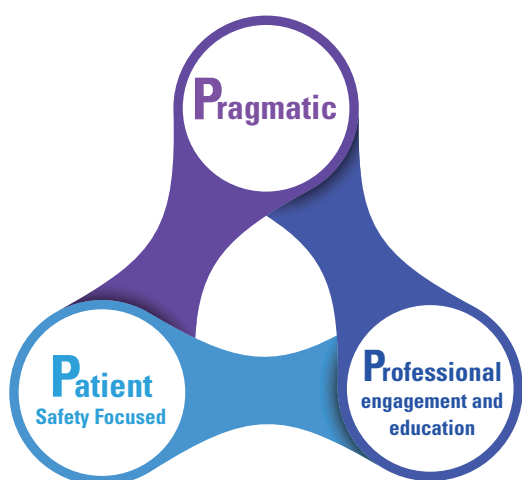 Pragmatic
Patient
Safety Focused
Professional
engagement and
education